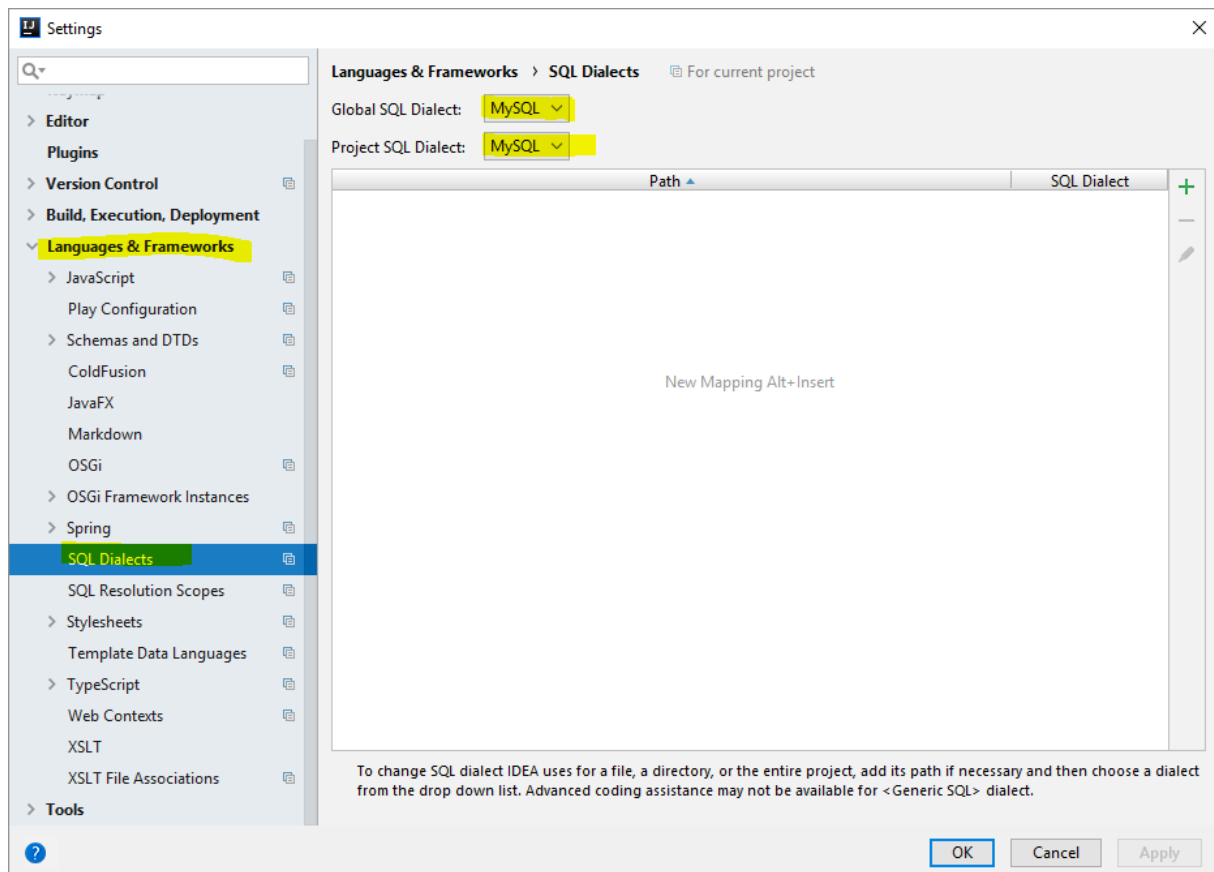 IJ Settings
Languages & Frameworks › SQL Dialects For current project
Global SQL Dialect: MySQL
Project SQL Dialect: MySQL
Path SQL Dialect
New Mapping Alt+Insert
Editor
Plugins
Version Control
Build, Execution, Deployment
Languages & Frameworks
JavaScript
Play Configuration
Schemas and DTDs
ColdFusion
JavaFX
Markdown
OSGi
OSGi Framework Instances
Spring
SQL Dialects
SQL Resolution Scopes
Stylesheets
Template Data Languages
TypeScript
Web Contexts
XSLT
XSLT File Associations
Tools
To change SQL dialect IDEA uses for a file, a directory, or the entire project, add its path if necessary and then choose a dialect
from the drop down list. Advanced coding assistance may not be available for <Generic SQL> dialect.
? OK Cancel Apply